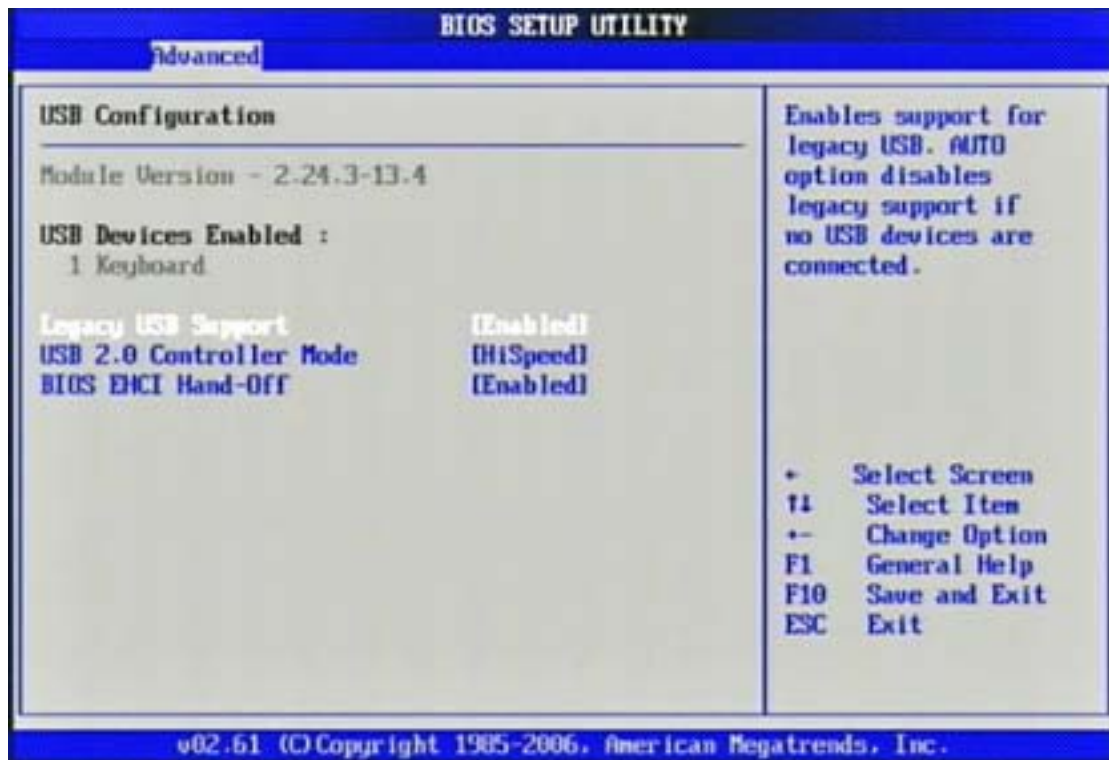 BIOS SETUP UTILITY
Advanced
USB Configuration
Module Version - 2.24.3-13.4
USB Devices Enabled :
1 Keyboard
Legacy USB Support [Enabled]
USB 2.0 Controller Mode [HiSpeed]
BIOS EHCI Hand-Off [Enabled]
Enables support for
legacy USB. AUTO
option disables
legacy support if
no USB devices are
connected.
← Select Screen
↑↓ Select Item
+- Change Option
F1 General Help
F10 Save and Exit
ESC Exit
v02.61 (C)Copyright 1985-2006, American Megatrends, Inc.